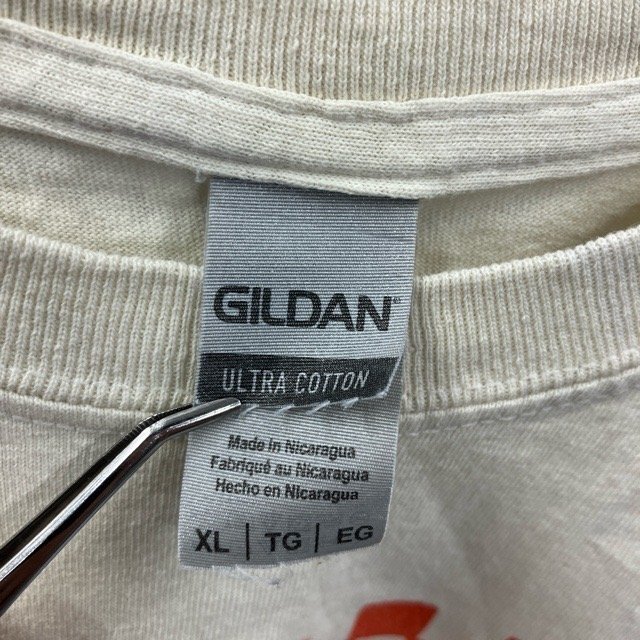 GILDAN®
ULTRA COTTON
Made in Nicaragua
Fabriqué au Nicaragua
Hecho en Nicaragua
XL | TG | EG